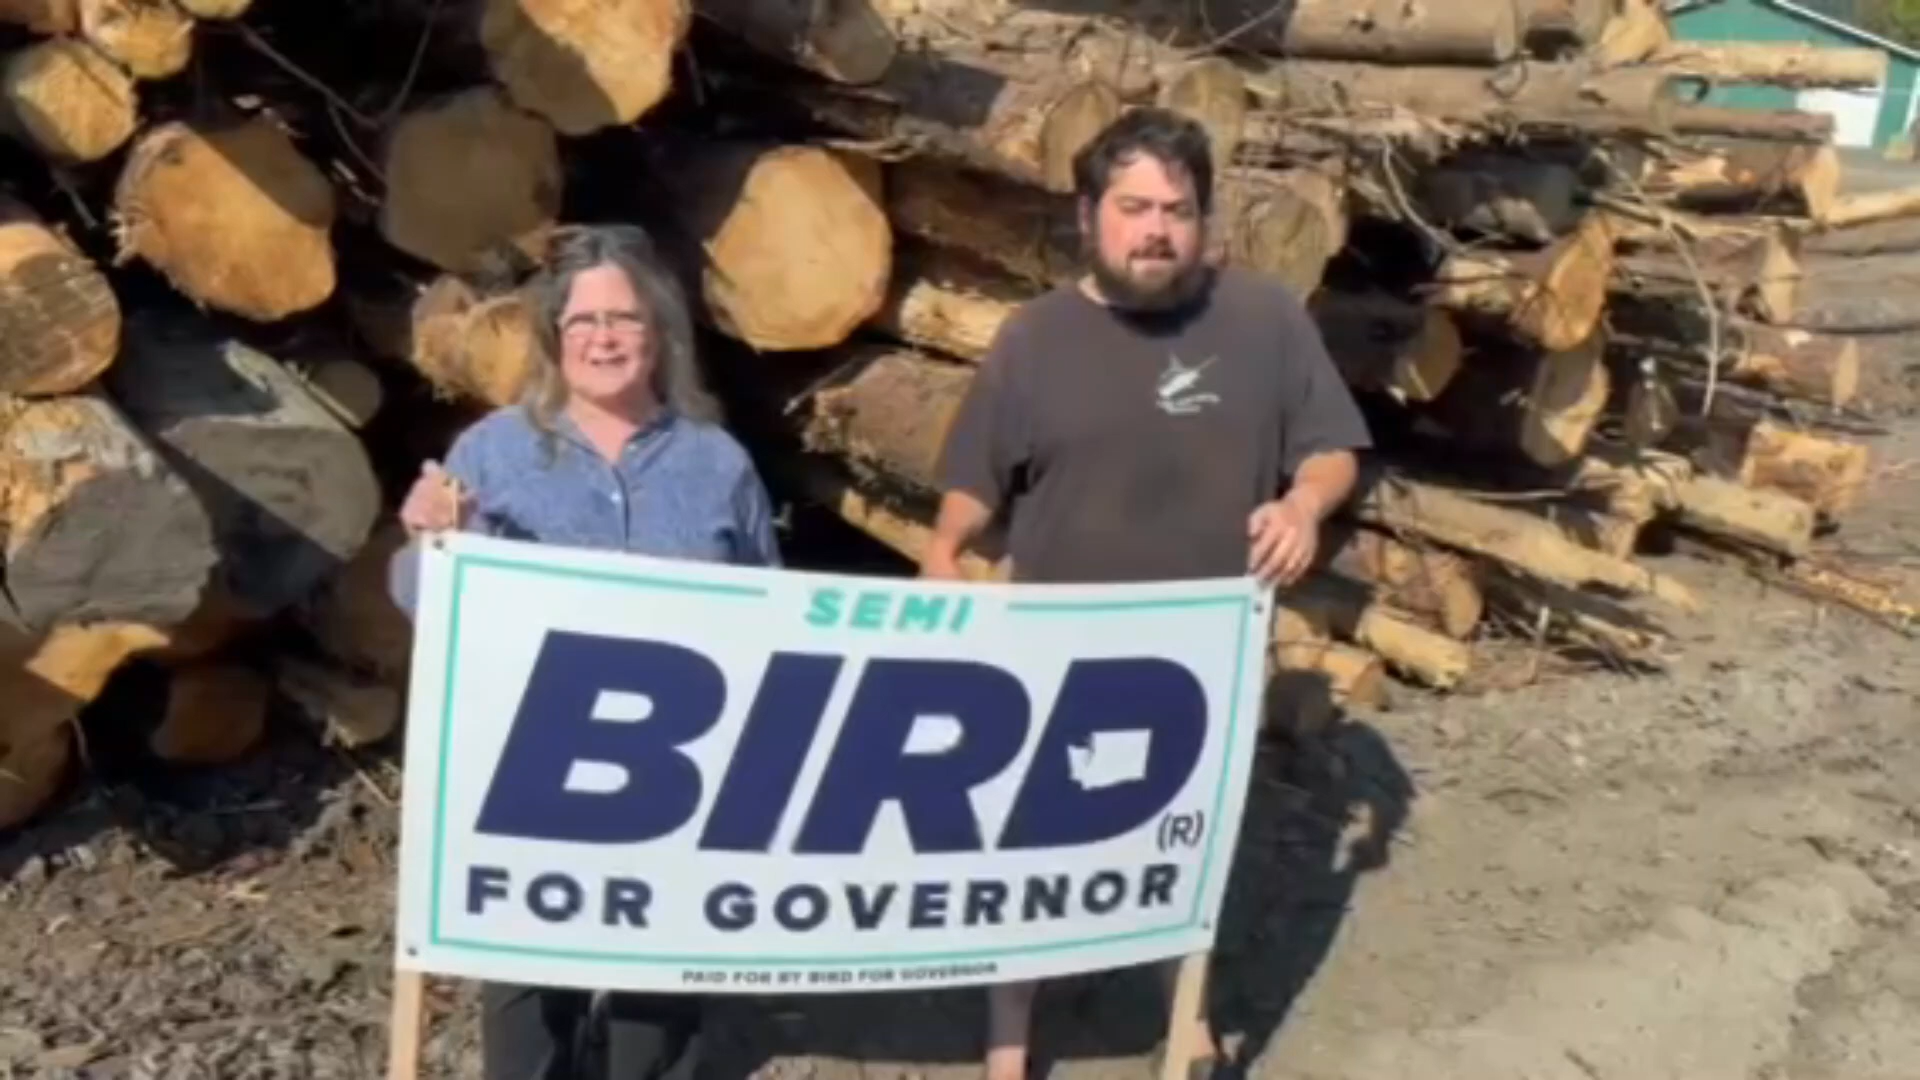 SEMI
BIRD
(R)
FOR GOVERNOR
PAID FOR BY BIRD FOR GOVERNOR